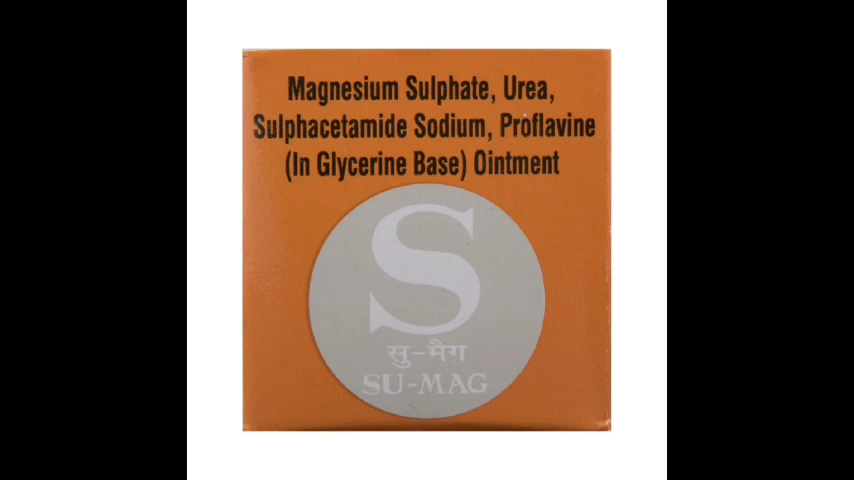 Magnesium Sulphate, Urea,
Sulphacetamide Sodium, Proflavine
(In Glycerine Base) Ointment
S
सु-मैग
SU-MAG